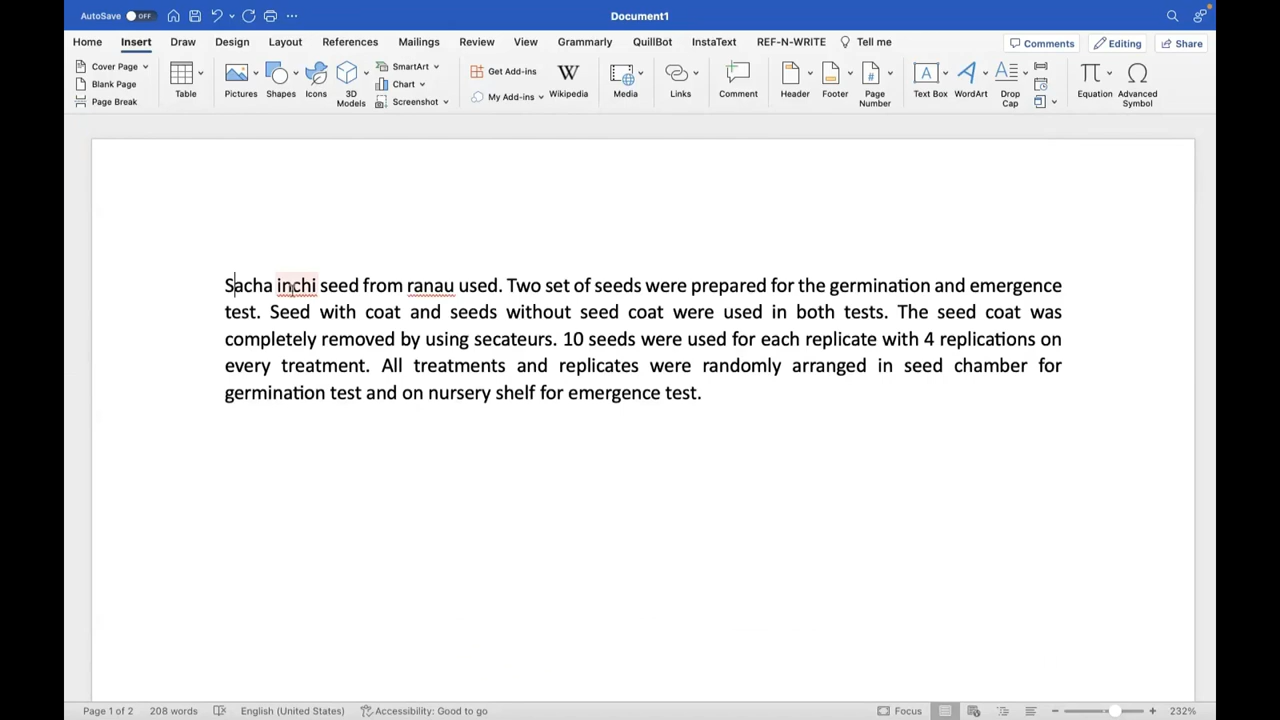 AutoSave OFF
Document1
Home Insert Draw Design Layout References Mailings Review View Grammarly QuillBot InstaText REF-N-WRITE Tell me Comments Editing Share
Cover Page
Blank Page
Page Break
Table
Pictures
Shapes
Icons
3D Models
SmartArt
Chart
Screenshot
Get Add-ins
My Add-ins
W
Wikipedia
Media
Links
Comment
Header
Footer
#
Page Number
A
Text Box
A
WordArt
A
Drop Cap
π
Equation
Ω
Advanced Symbol
Sacha inchi seed from ranau used. Two set of seeds were prepared for the germination and emergence
test. Seed with coat and seeds without seed coat were used in both tests. The seed coat was
completely removed by using secateurs. 10 seeds were used for each replicate with 4 replications on
every treatment. All treatments and replicates were randomly arranged in seed chamber for
germination test and on nursery shelf for emergence test.
Page 1 of 2 208 words English (United States) Accessibility: Good to go Focus 232%